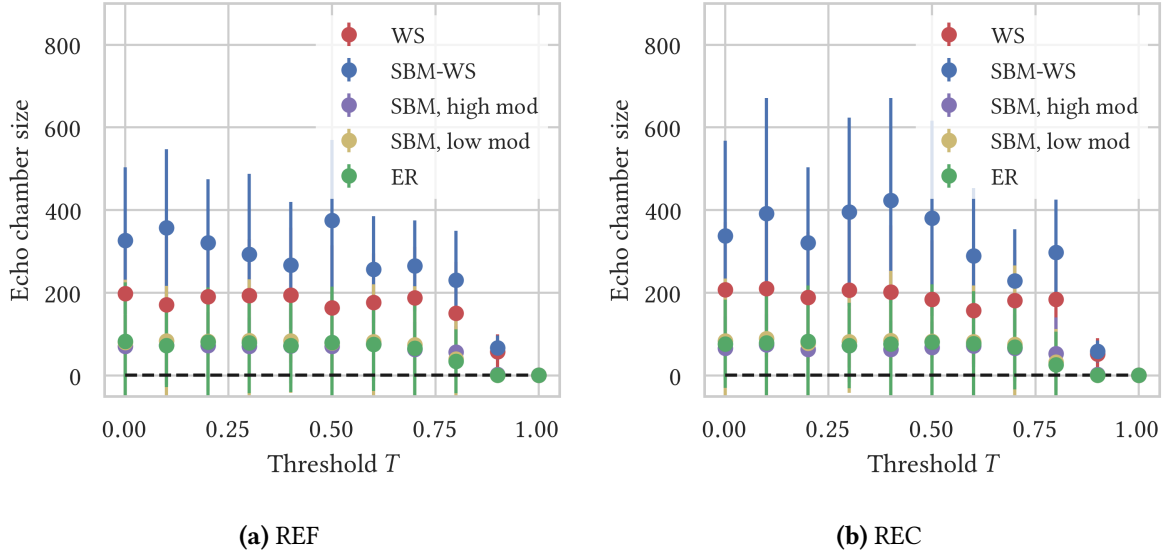 Echo chamber size
800
600
400
200
0
WS
SBM-WS
SBM, high mod
SBM, low mod
ER
0.00 0.25 0.50 0.75 1.00
Threshold T
(a) REF
Echo chamber size
800
600
400
200
0
WS
SBM-WS
SBM, high mod
SBM, low mod
ER
0.00 0.25 0.50 0.75 1.00
Threshold T
(b) REC